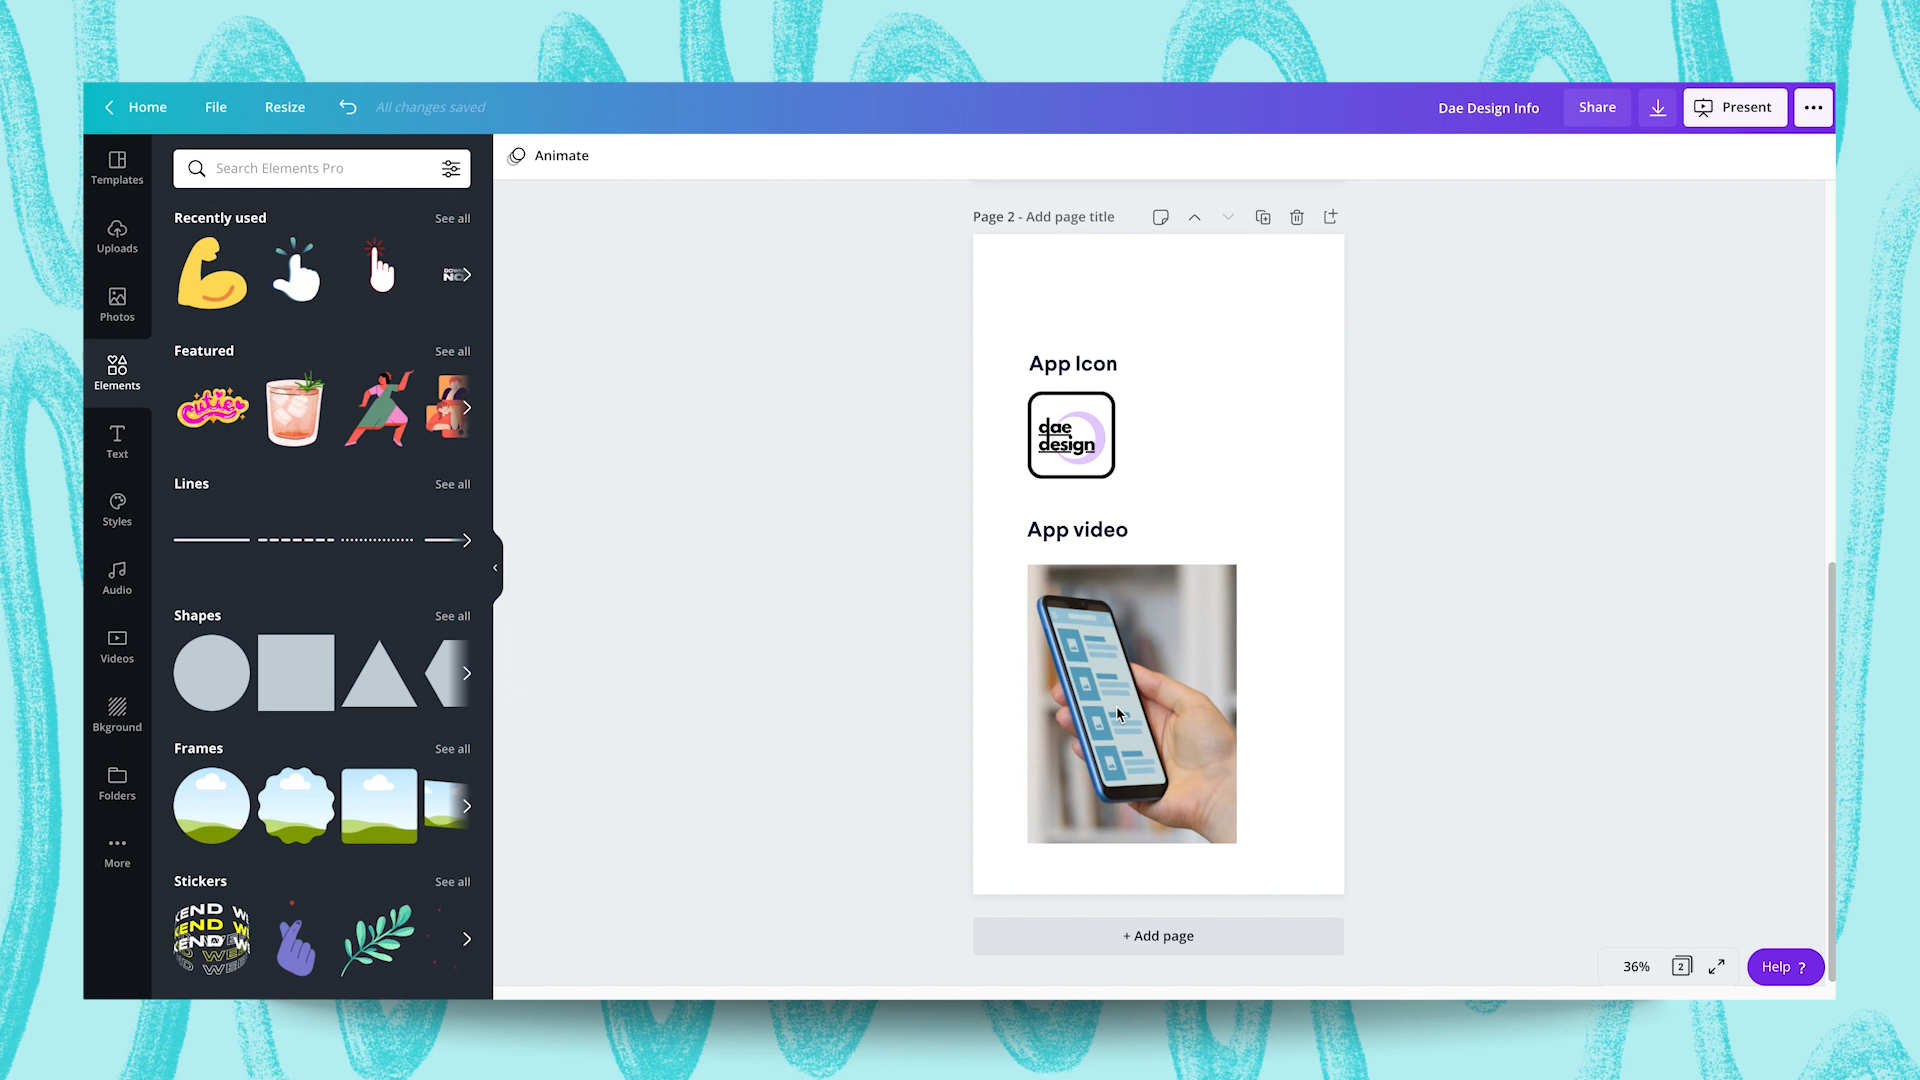 Home File Resize All changes saved Dae Design Info Share Present
Templates
Uploads
Photos
Elements
Text
Styles
Audio
Videos
Bkground
Folders
More
Search Elements Pro
Recently used See all
Featured See all
cutie
Lines See all
Shapes See all
Frames See all
Stickers See all
Animate
Page 2 - Add page title
App Icon
dae
design
App video
+ Add page
36% 2 Help ?